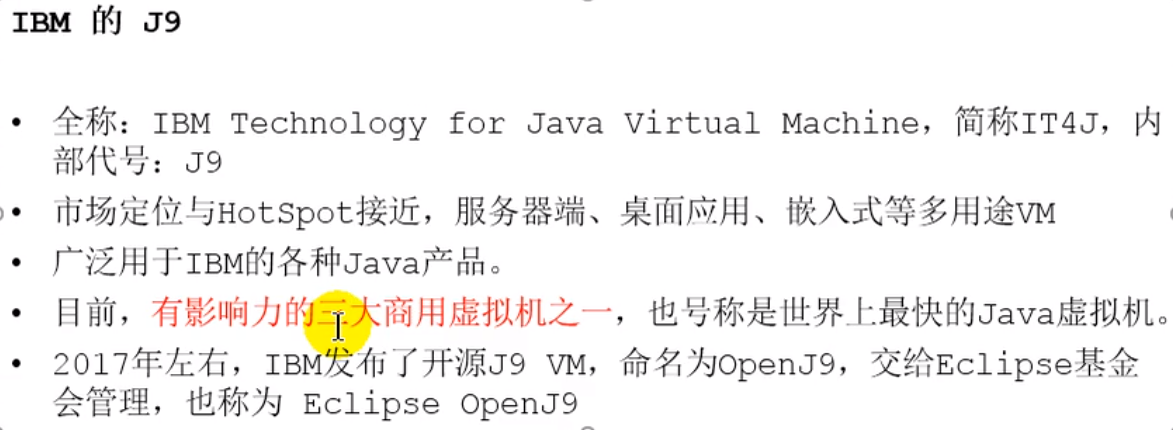 IBM 的 J9
• 全称：IBM Technology for Java Virtual Machine，简称IT4J，内
部代号：J9
• 市场定位与HotSpot接近，服务器端、桌面应用、嵌入式等多用途VM
• 广泛用于IBM的各种Java产品。
• 目前，有影响力的三大商用虚拟机之一，也号称是世界上最快的Java虚拟机。
• 2017年左右，IBM发布了开源J9 VM，命名为OpenJ9，交给Eclipse基金
会管理，也称为 Eclipse OpenJ9